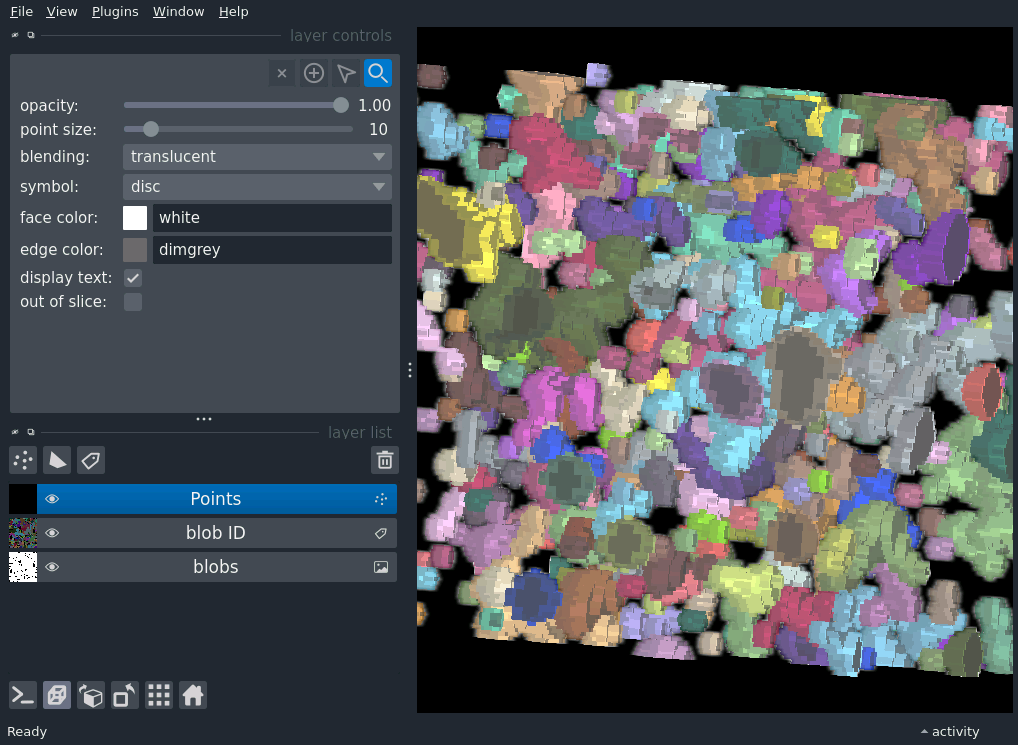 File View Plugins Window Help
layer controls
opacity: 1.00
point size: 10
blending: translucent
symbol: disc
face color: white
edge color: dimgrey
display text:
out of slice:
layer list
Points
blob ID
blobs
Ready activity